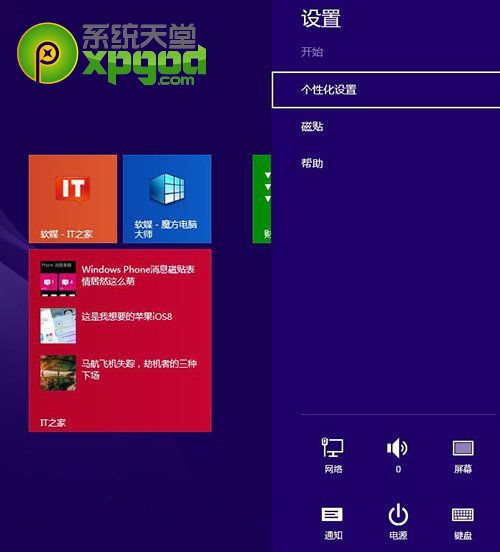 系统天堂
xpgod
.com
设置
开始
个性化设置
磁贴
帮助
IT
软媒 - IT之家
软媒 - 魔方电脑
大师
Windows Phone消息磁贴表
情居然这么萌
这是我想要的苹果iOS8
马航飞机失踪，劫机者的三种
下场
IT之家
网络
0
屏幕
通知
电源
键盘